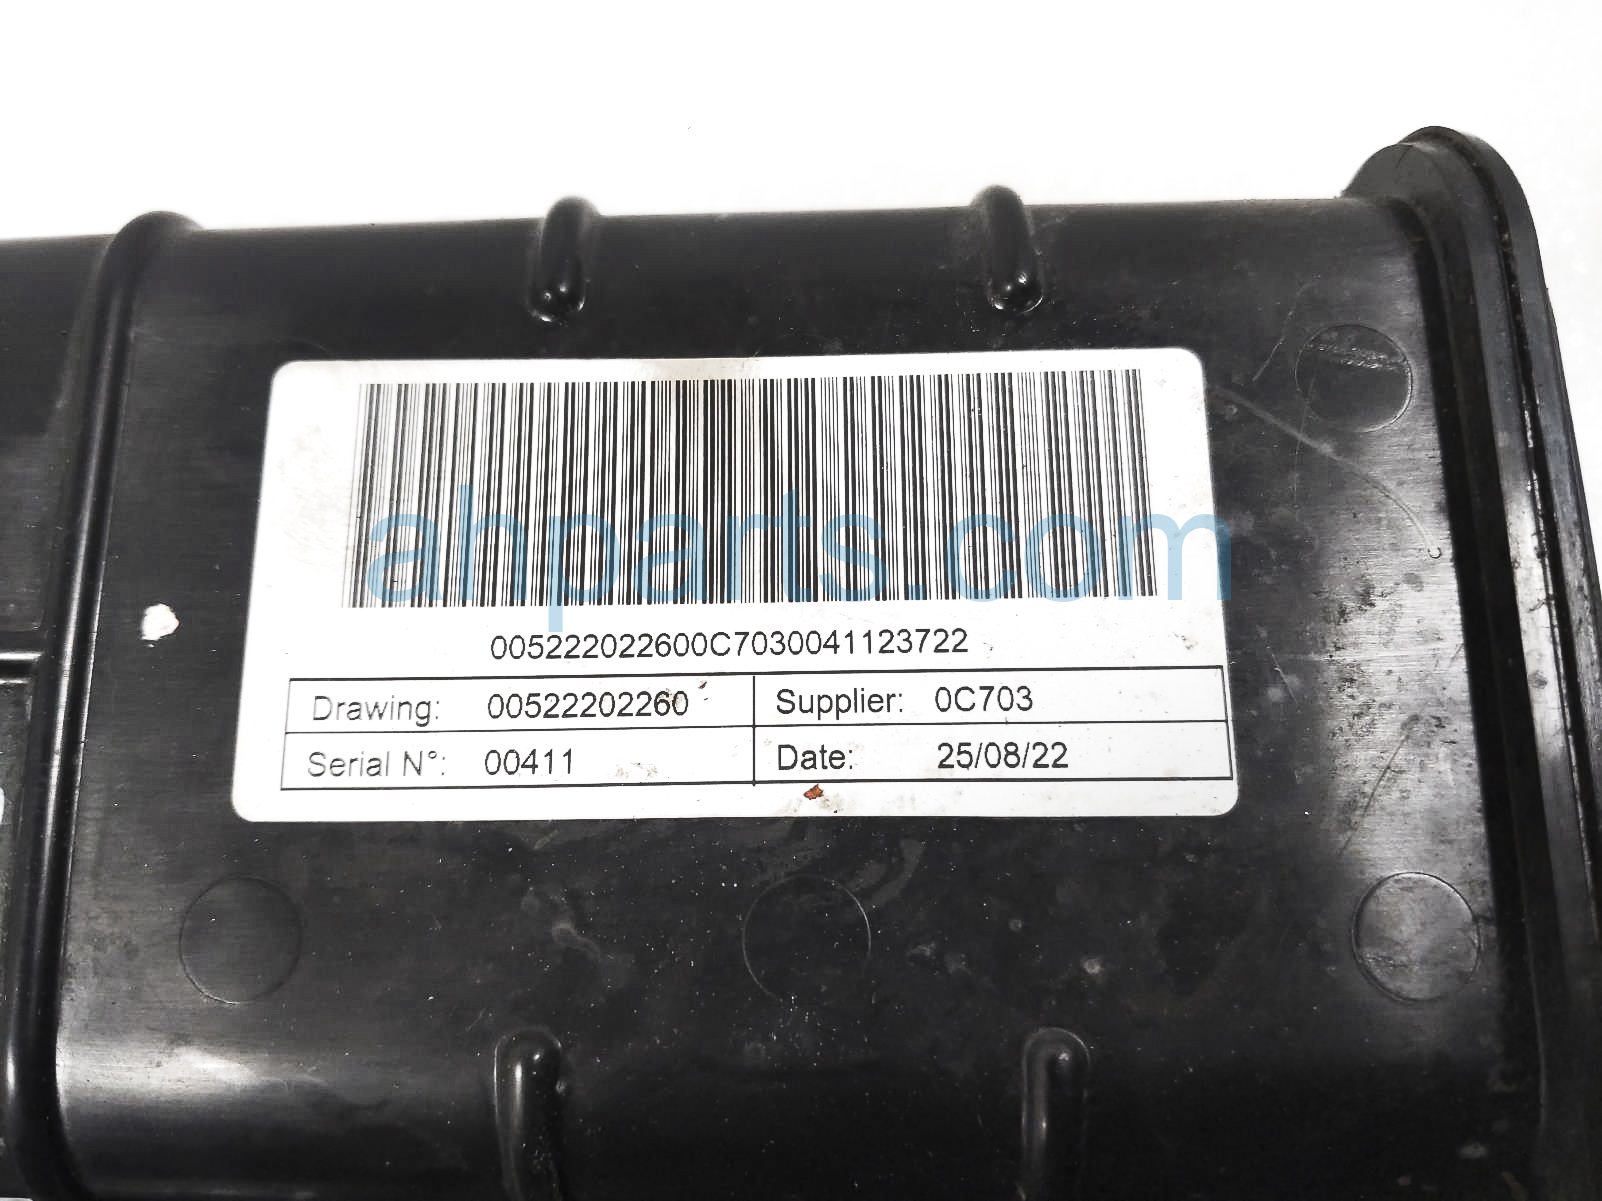 ahparts.com
005222022600C7030041123722
Drawing: 00522202260 Supplier: 0C703
Serial N°: 00411 Date: 25/08/22